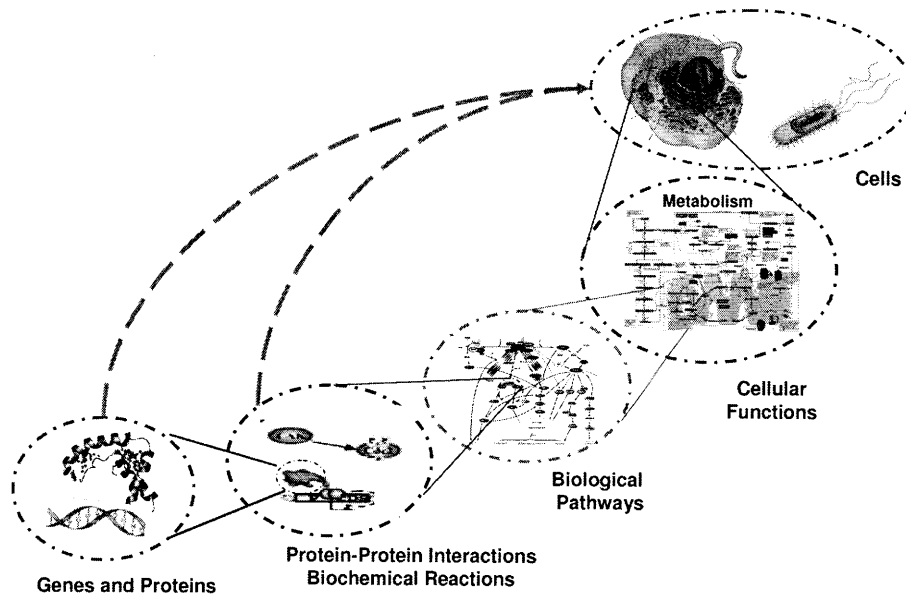 Cells
Metabolism
Cellular
Functions
Biological
Pathways
Protein-Protein Interactions
Biochemical Reactions
Genes and Proteins